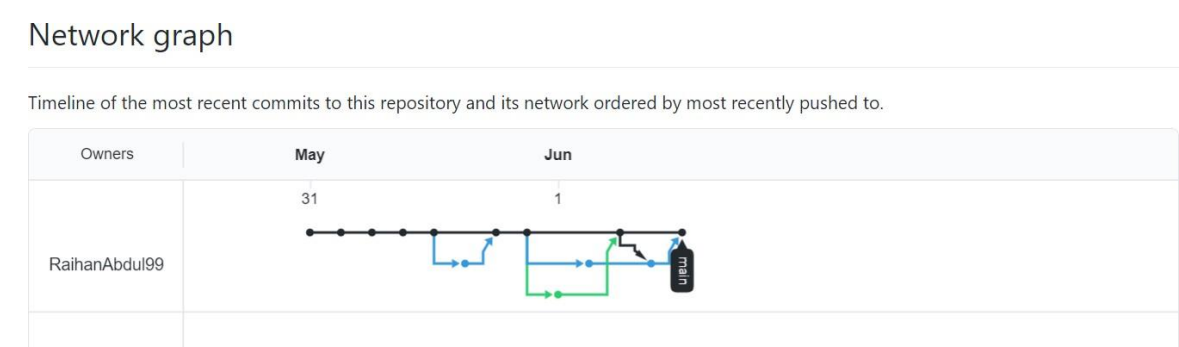 Network graph
Timeline of the most recent commits to this repository and its network ordered by most recently pushed to.
Owners May Jun
31 1
RaihanAbdul99
main